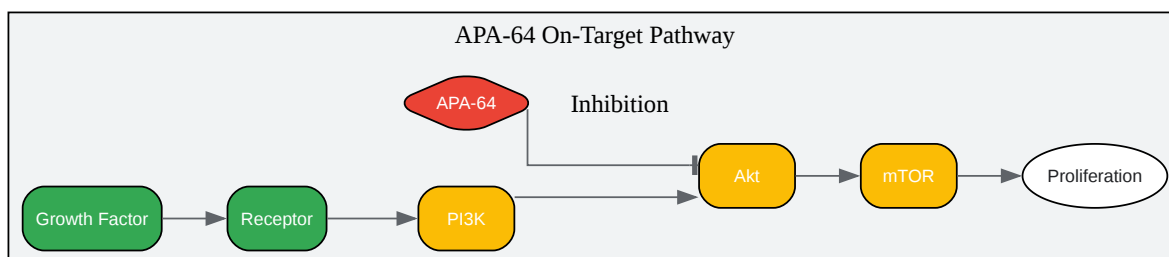 APA-64 On-Target Pathway
APA-64
Inhibition
Akt
mTOR
Proliferation
Growth Factor
Receptor
PI3K